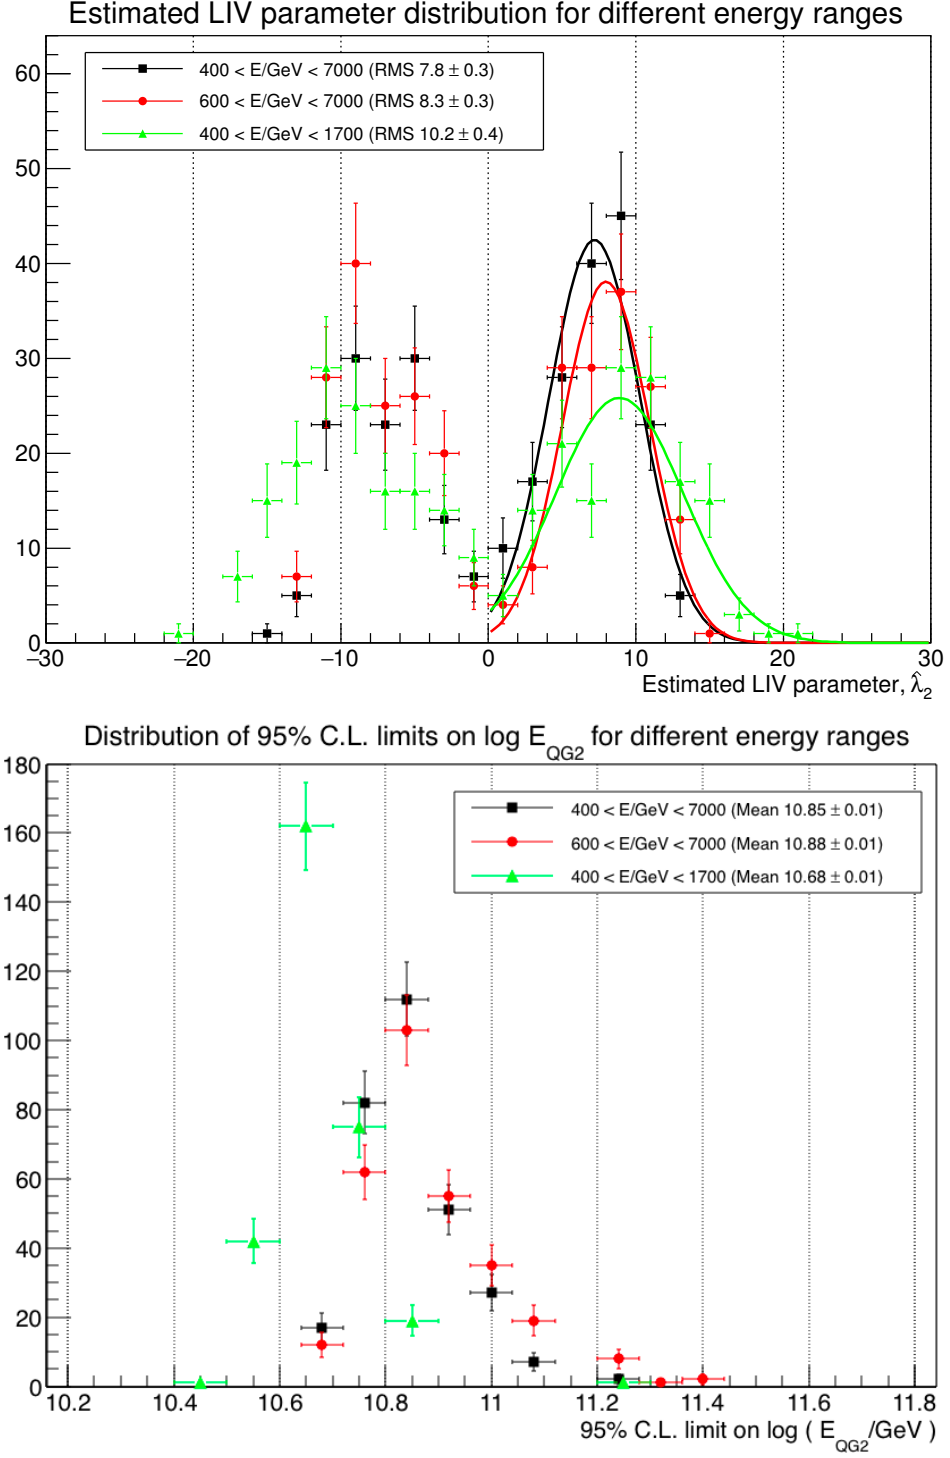 Estimated LIV parameter distribution for different energy ranges
60
50
40
30
20
10
0
400 < E/GeV < 7000 (RMS 7.8 ± 0.3)
600 < E/GeV < 7000 (RMS 8.3 ± 0.3)
400 < E/GeV < 1700 (RMS 10.2 ± 0.4)
−30 −20 −10 0 10 20 30
Estimated LIV parameter, λ̂₂
Distribution of 95% C.L. limits on log E_QG2 for different energy ranges
180
160
140
120
100
80
60
40
20
0
400 < E/GeV < 7000 (Mean 10.85 ± 0.01)
600 < E/GeV < 7000 (Mean 10.88 ± 0.01)
400 < E/GeV < 1700 (Mean 10.68 ± 0.01)
10.2 10.4 10.6 10.8 11 11.2 11.4 11.6 11.8
95% C.L. limit on log ( E_QG2/GeV )